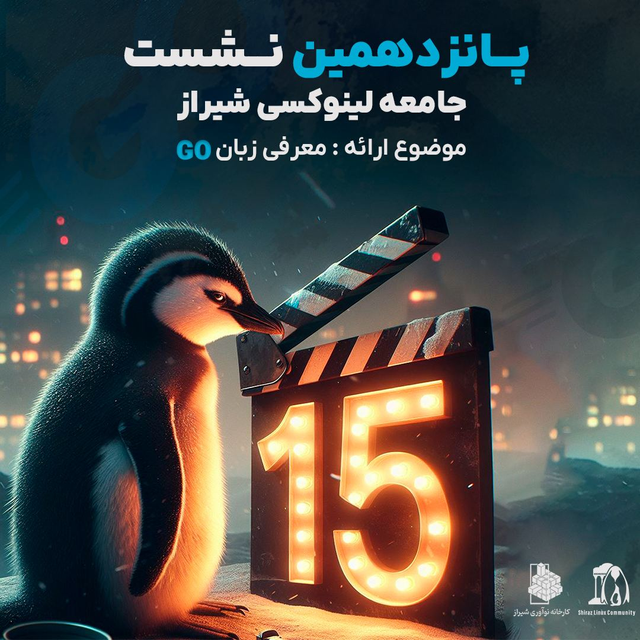 پانزدهمین نشست
جامعه لینوکسی شیراز
موضوع ارائه : معرفی زبان GO
15
کارخانه نوآوری شیراز
Shiraz Linux Community